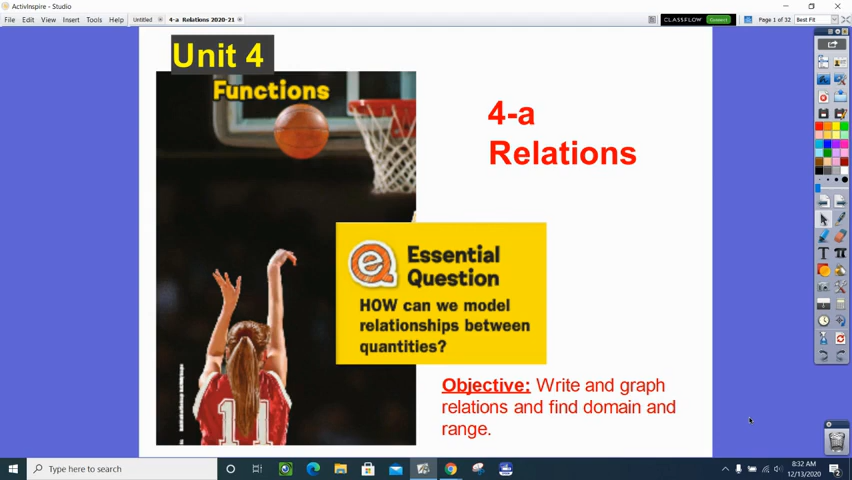 ActivInspire - Studio
File Edit View Insert Tools Help
Untitled
4-a Relations 2020-21
CLASSFLOW
Connect
Page 1 of 32
Best Fit
Unit 4
Functions
4-a
Relations
e
Essential
Question
HOW can we model
relationships between
quantities?
Objective: Write and graph
relations and find domain and
range.
11
Type here to search
8:32 AM
12/13/2020
2